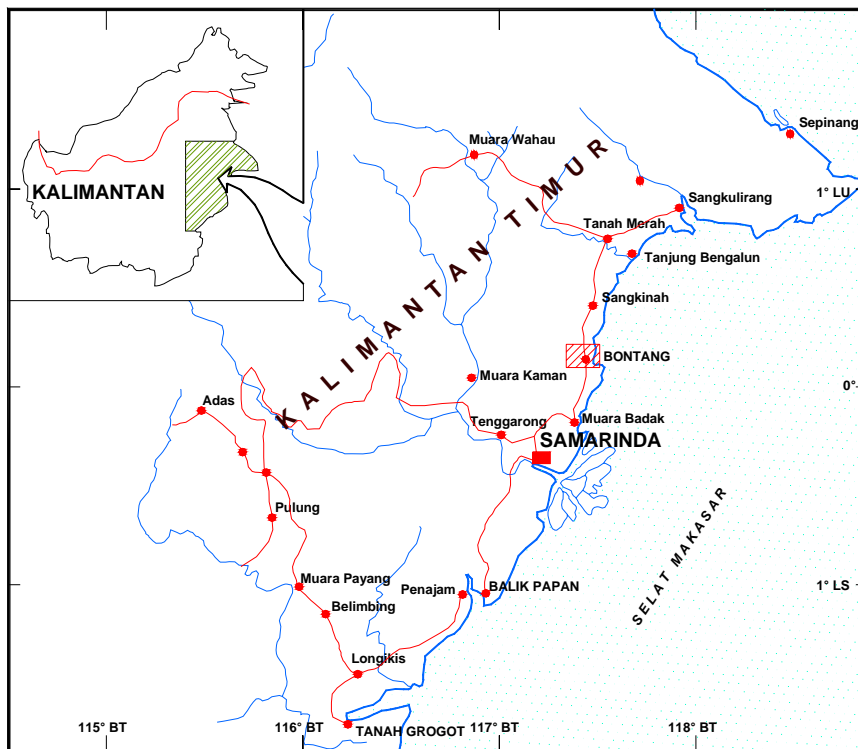 Sepinang
Muara Wahau
KALIMANTAN
1° LU
Sangkulirang
Tanah Merah
Tanjung Bengalun
KALIMANTAN TIMUR
Sangkinah
BONTANG
Muara Kaman
0°
Adas
Tenggarong
Muara Badak
SAMARINDA
Pulung
SELAT MAKASAR
Muara Payang
Penajam
BALIK PAPAN
1° LS
Belimbing
Longikis
TANAH GROGOT
115° BT
116° BT
117° BT
118° BT